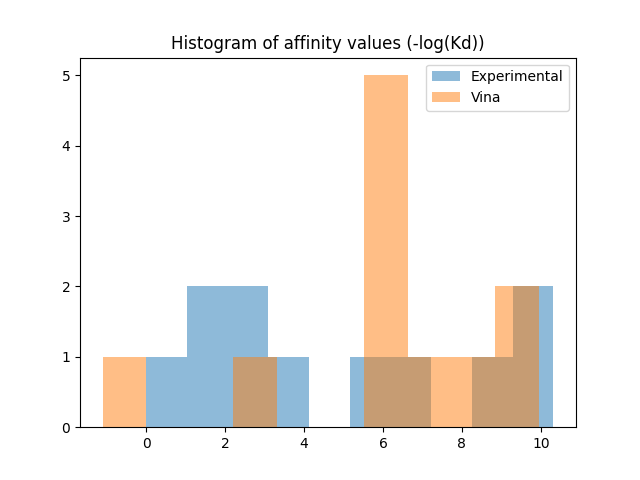 Histogram of affinity values (-log(Kd))
Experimental
Vina
5
4
3
2
1
0
0 2 4 6 8 10